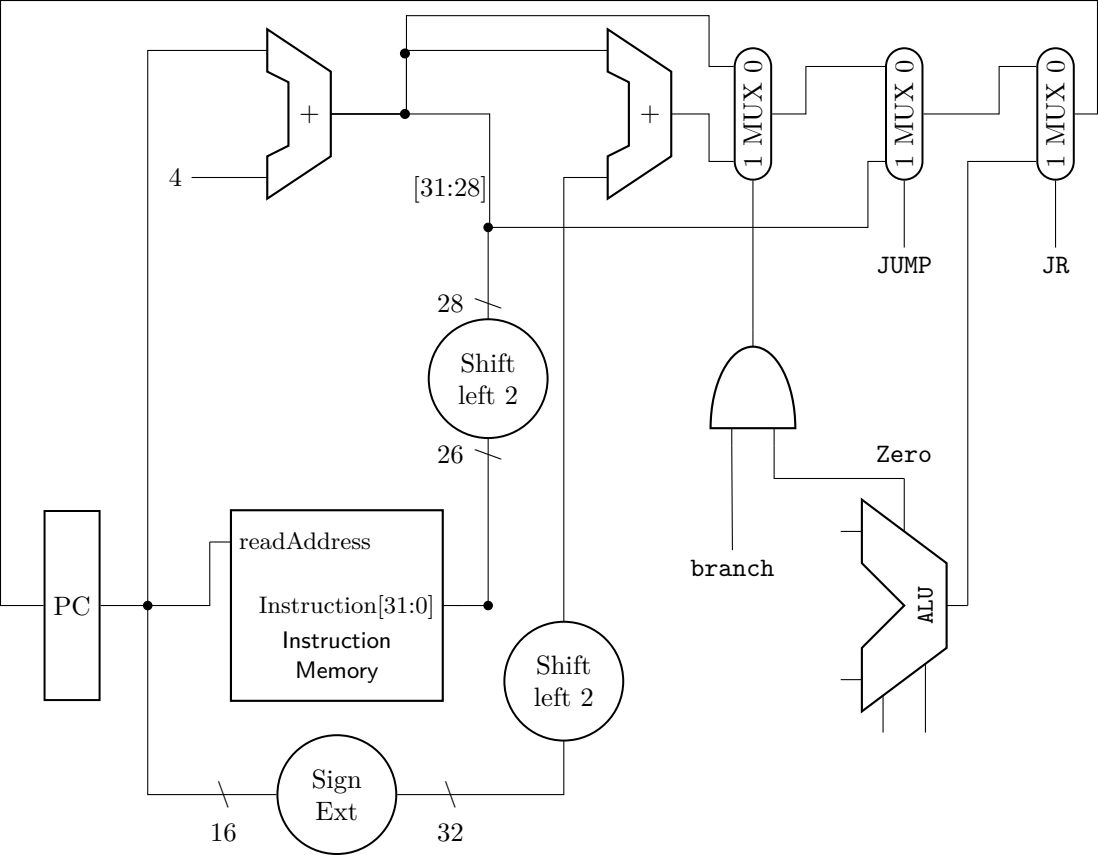 +
+
1 MUX 0
1 MUX 0
1 MUX 0
4
[31:28]
JUMP
JR
28
Shift
left 2
26
Zero
branch
readAddress
PC
Instruction[31:0]
Instruction
Memory
ALU
Shift
left 2
Sign
Ext
16
32